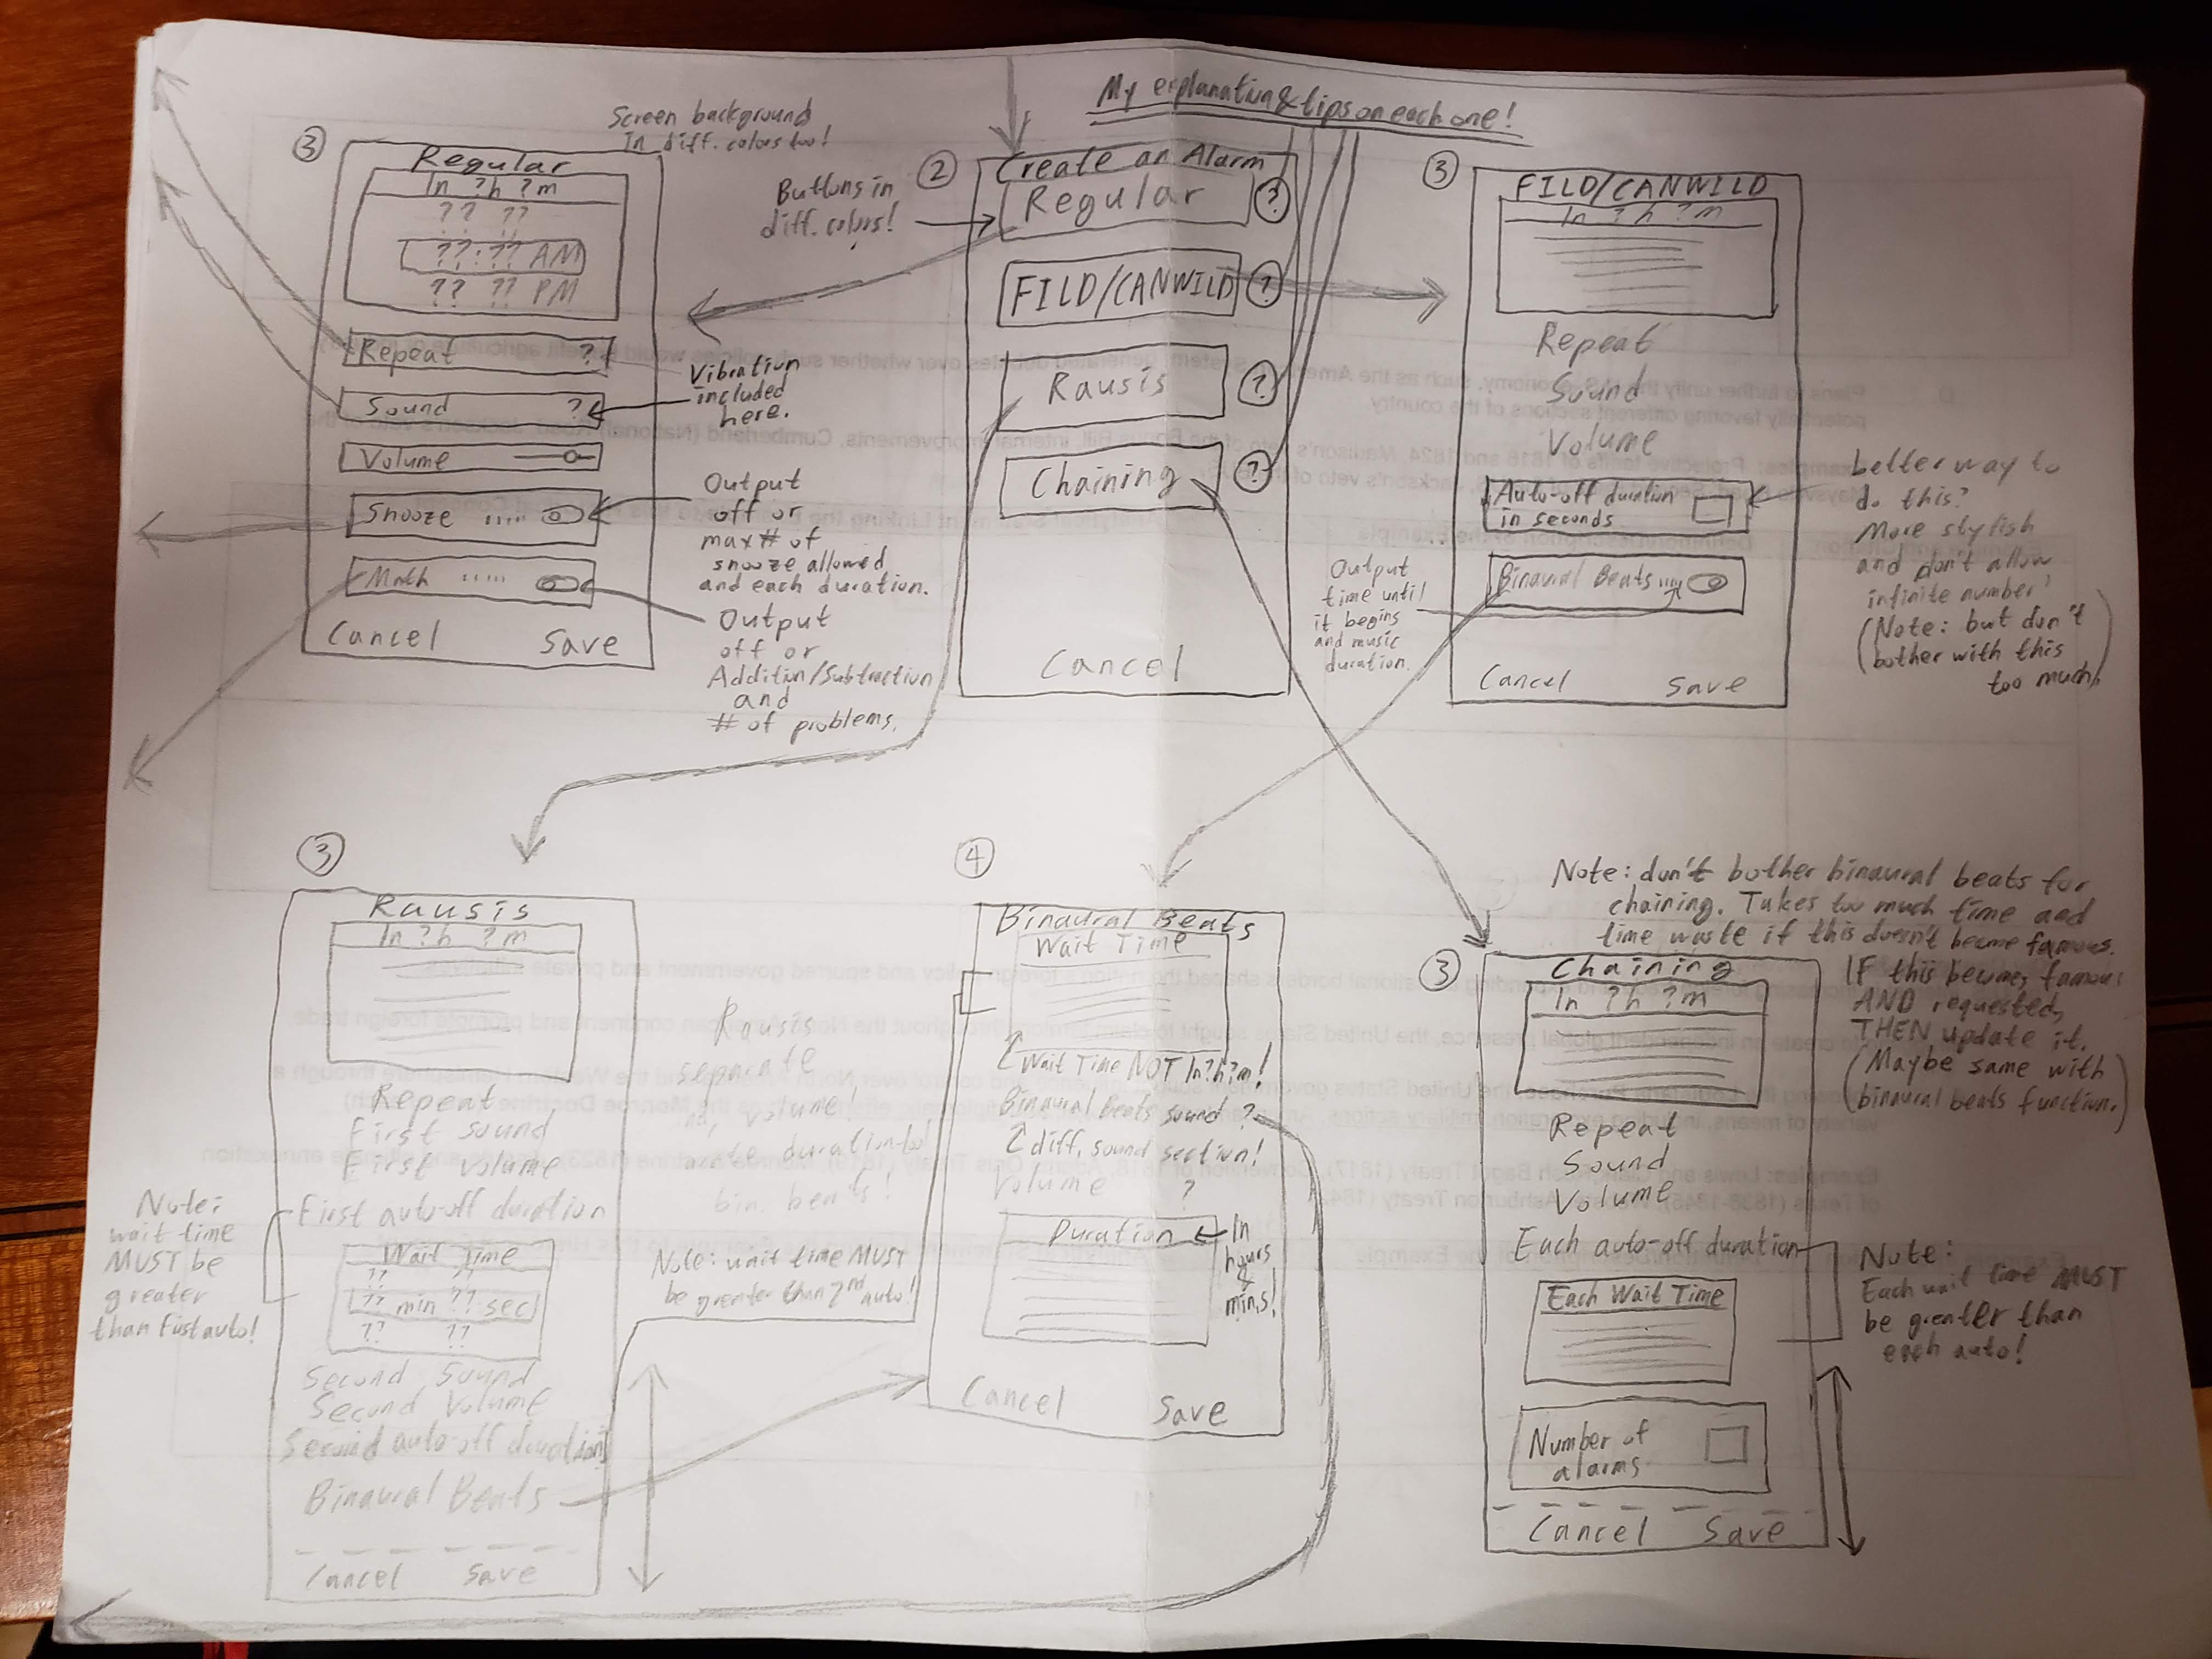 My explanation & tips on each one!
Screen background
In diff. colors too!
3
Regular
In ?h ?m
?? ??
??:?? AM
?? ?? PM
Repeat ?
Sound ?
Volume
Snooze
Math
Cancel Save
Vibration
included
here.
Output
off or
max # of
snooze allowed
and each duration.
Output
off or
Addition/Subtraction
and
# of problems.
Buttons in
diff. colors!
2
Create an Alarm
Regular ?
FILD/CANWILD ?
Rausis ?
Chaining ?
Cancel
3
FILD/CANWILD
In ? h ? m
Repeat
Sound
Volume
Auto-off duration
in seconds
Binaural Beats
Cancel Save
Better way to
do this?
More stylish
and don't allow
infinite number!
(Note: but don't
bother with this
too much)
Output
time until
it begins
and music
duration.
3
Rausis
In ?h ?m
Repeat
First sound
First volume
First auto-off duration
Wait Time
?? ??
?? min ?? sec
?? ??
Second Sound
Second Volume
Second auto-off duration
Binaural Beats
Cancel Save
Note:
wait time
MUST be
greater
than first auto!
Rausis
separate
volume!
duration too!
bin. beats!
Note: wait time MUST
be greater than 2nd auto!
4
Binaural Beats
Wait Time
Wait Time NOT In?h?m!
Binaural Beats sound ?
diff. sound section!
Volume ?
Duration
In
hours
&
mins!
Cancel Save
Note: don't bother binaural beats for
chaining. Takes too much time and
time waste if this doesn't become famous.
IF this becomes famous
AND requested,
THEN update it.
(Maybe same with
binaural beats function.)
3
Chaining
In ?h ?m
Repeat
Sound
Volume
Each auto-off duration
Each Wait Time
Number of
alarms
Cancel Save
Note:
Each wait time MUST
be greater than
each auto!